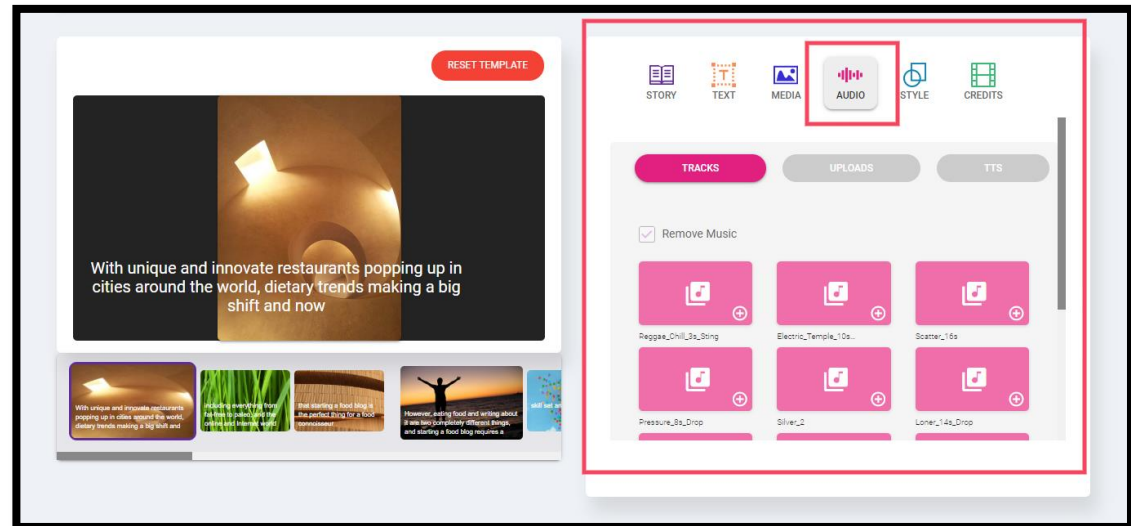 RESET TEMPLATE
With unique and innovate restaurants popping up in
cities around the world, dietary trends making a big
shift and now
With unique and innovate restaurants
popping up in cities around the world,
dietary trends making a big shift and
including everything from
fat-free to paleo, and the
online and Internet world
that starting a food blog is
the perfect thing for a food
connoisseur.
However, eating food and writing about
it are two completely different things,
and starting a food blog requires a
skill set an
STORY
TEXT
MEDIA
AUDIO
STYLE
CREDITS
TRACKS
UPLOADS
TTS
Remove Music
Reggae_Chill_3s_Sting
Electric_Temple_10s...
Scatter_16s
Pressure_8s_Drop
Silver_2
Loner_14s_Drop